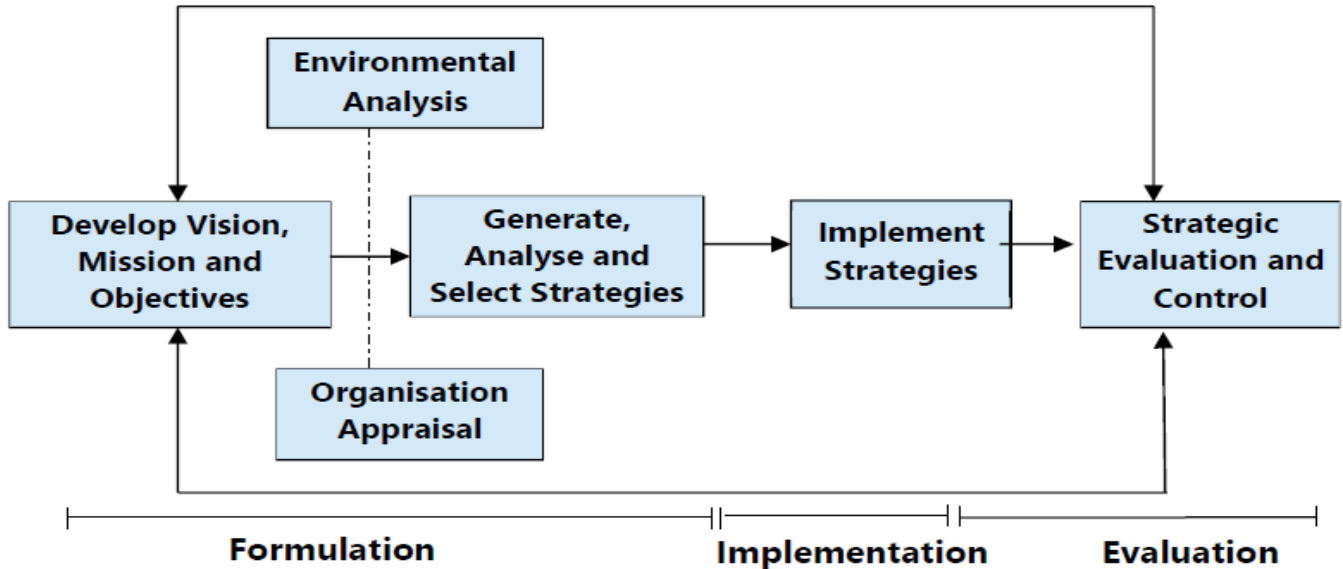 Environmental
Analysis
Develop Vision,
Mission and
Objectives
Generate,
Analyse and
Select Strategies
Implement
Strategies
Strategic
Evaluation and
Control
Organisation
Appraisal
Formulation
Implementation
Evaluation